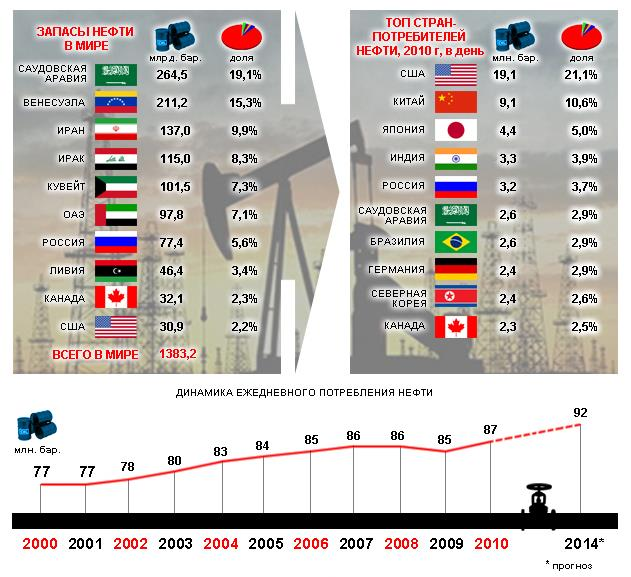 ЗАПАСЫ НЕФТИ
В МИРЕ
млрд. бар. доля
САУДОВСКАЯ
АРАВИЯ 264,5 19,1%
ВЕНЕСУЭЛА 211,2 15,3%
ИРАН 137,0 9,9%
ИРАК 115,0 8,3%
КУВЕЙТ 101,5 7,3%
ОАЭ 97,8 7,1%
РОССИЯ 77,4 5,6%
ЛИВИЯ 46,4 3,4%
КАНАДА 32,1 2,3%
США 30,9 2,2%
ВСЕГО В МИРЕ 1383,2
ТОП СТРАН-
ПОТРЕБИТЕЛЕЙ
НЕФТИ, 2010 г, в день
млн. бар. доля
США 19,1 21,1%
КИТАЙ 9,1 10,6%
ЯПОНИЯ 4,4 5,0%
ИНДИЯ 3,3 3,9%
РОССИЯ 3,2 3,7%
САУДОВСКАЯ
АРАВИЯ 2,6 2,9%
БРАЗИЛИЯ 2,6 2,9%
ГЕРМАНИЯ 2,4 2,9%
СЕВЕРНАЯ
КОРЕЯ 2,4 2,6%
КАНАДА 2,3 2,5%
ДИНАМИКА ЕЖЕДНЕВНОГО ПОТРЕБЛЕНИЯ НЕФТИ
млн. бар.
77 77 78 80 83 84 85 86 86 85 87 92
2000 2001 2002 2003 2004 2005 2006 2007 2008 2009 2010 2014*
* прогноз